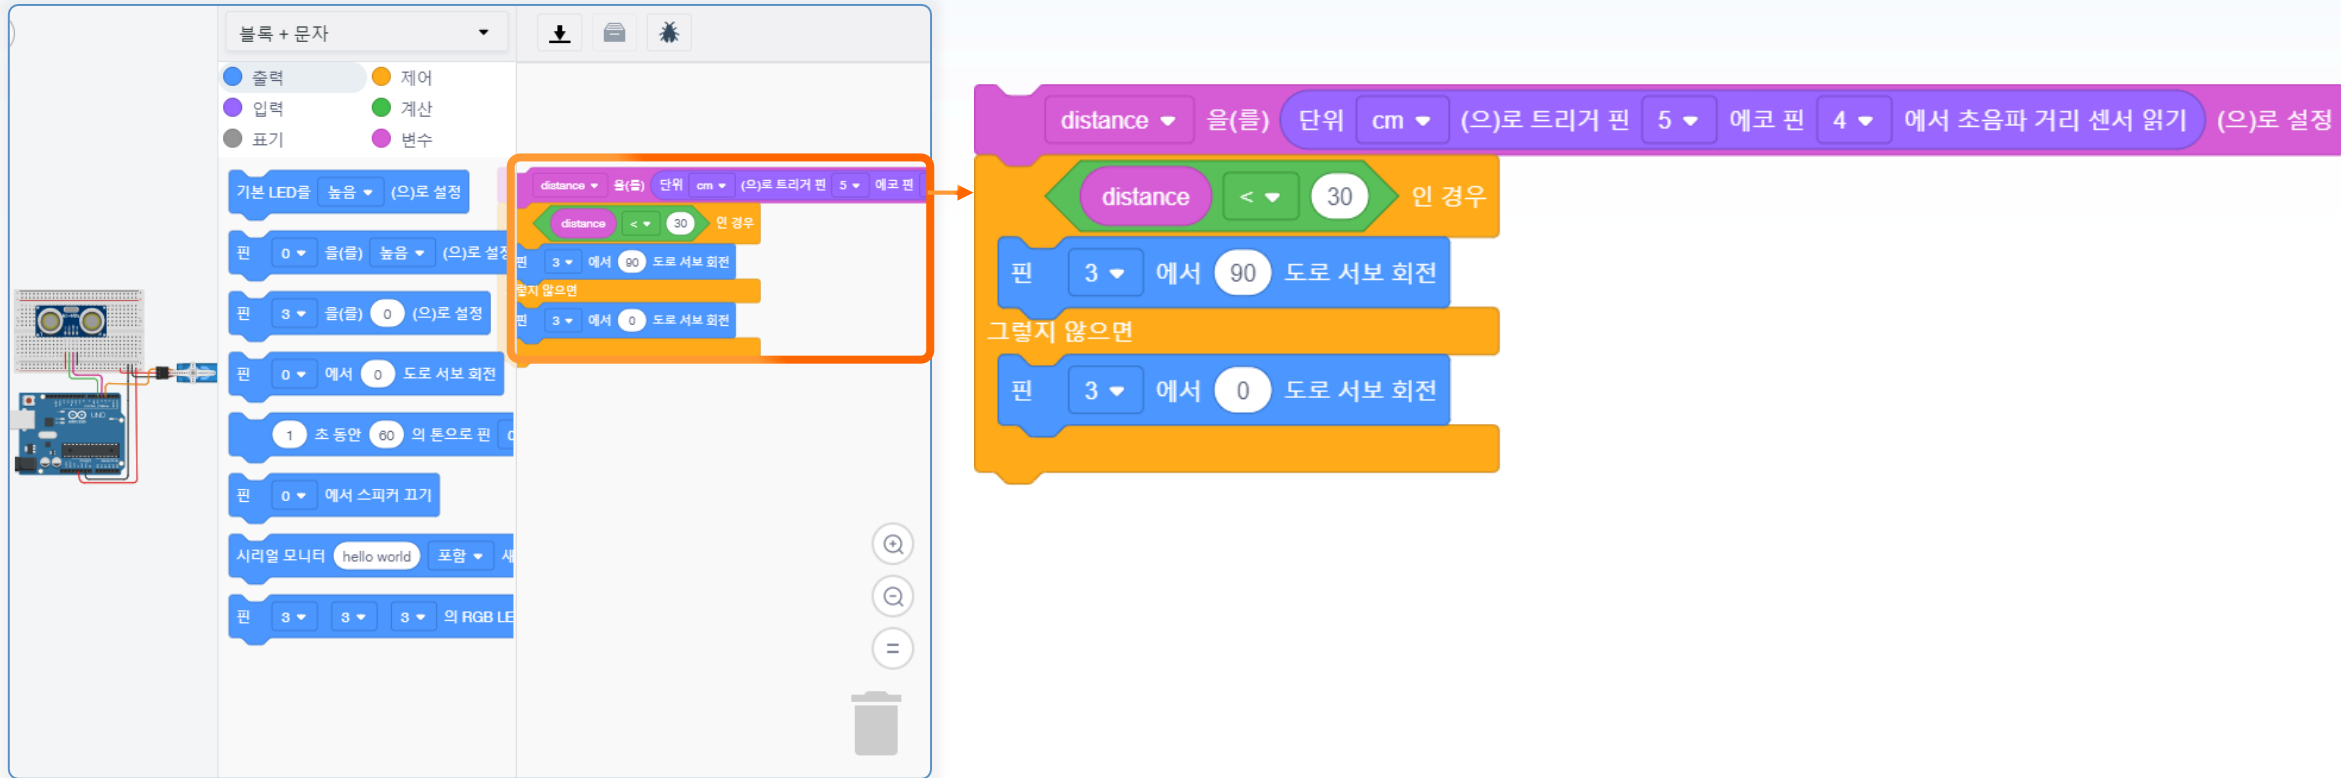 블록 + 문자
출력
제어
입력
계산
표기
변수
기본 LED를 높음 (으)로 설정
핀 0 을(를) 높음 (으)로 설정
핀 3 을(를) 0 (으)로 설정
핀 0 에서 0 도로 서보 회전
1 초 동안 60 의 톤으로 핀
핀 0 에서 스피커 끄기
시리얼 모니터 hello world 포함 새
핀 3 3 3 의 RGB LE
distance 을(를) 단위 cm (으)로 트리거 핀 5 에코 핀
distance < 30 인 경우
핀 3 에서 90 도로 서보 회전
렇지 않으면
핀 3 에서 0 도로 서보 회전
distance 을(를) 단위 cm (으)로 트리거 핀 5 에코 핀 4 에서 초음파 거리 센서 읽기 (으)로 설정
distance < 30 인 경우
핀 3 에서 90 도로 서보 회전
그렇지 않으면
핀 3 에서 0 도로 서보 회전